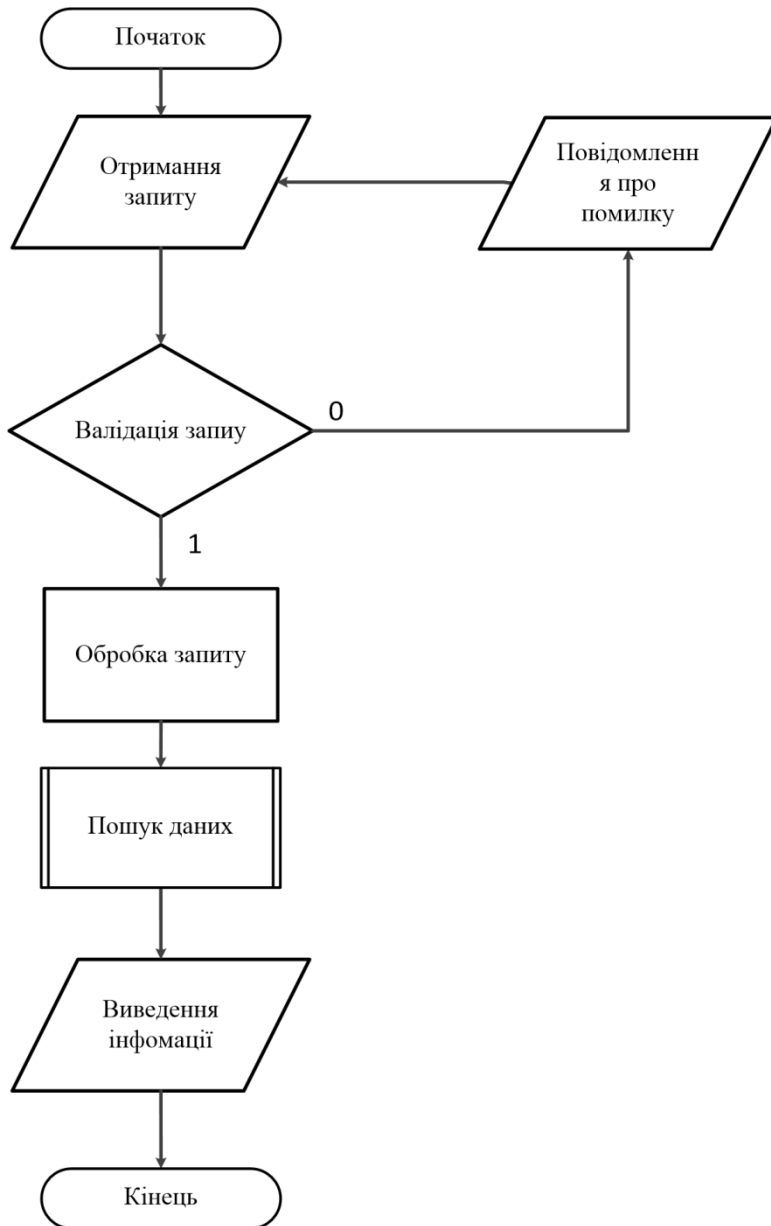 Початок
Отримання
запиту
Повідомленн
я про
помилку
Валідація запиу
0
1
Обробка запиту
Пошук даних
Виведення
інфомації
Кінець